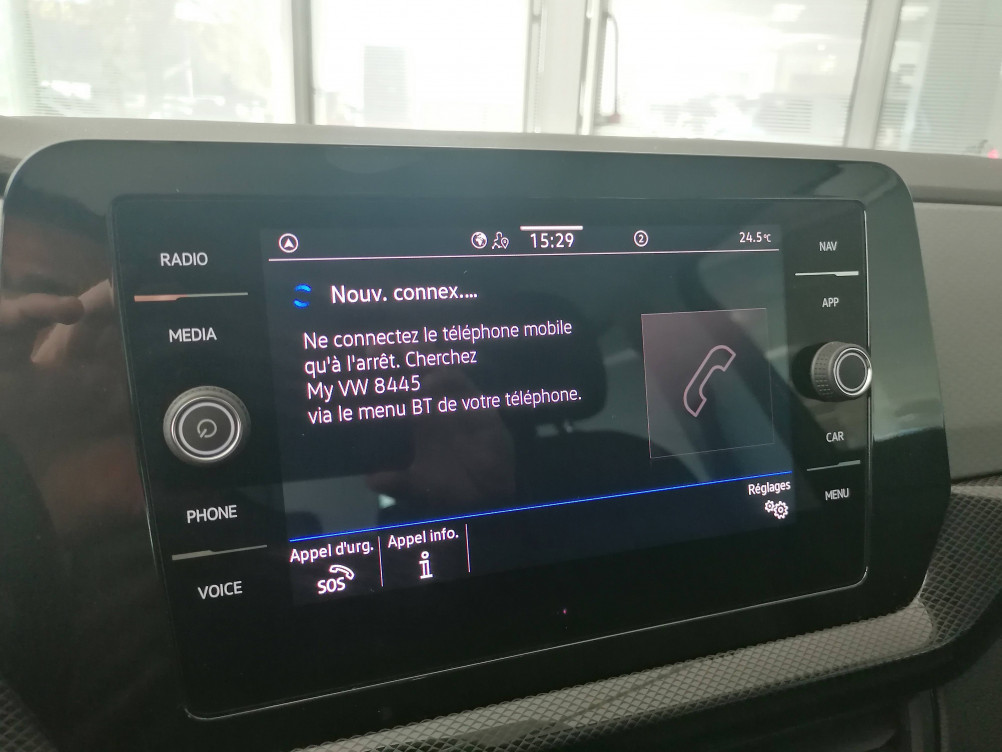 RADIO
MEDIA
PHONE
VOICE
15:29
2
24.5°C
Nouv. connex....
Ne connectez le téléphone mobile
qu'à l'arrêt. Cherchez
My VW 8445
via le menu BT de votre téléphone.
Réglages
Appel d'urg.
SOS
Appel info.
i
NAV
APP
CAR
MENU